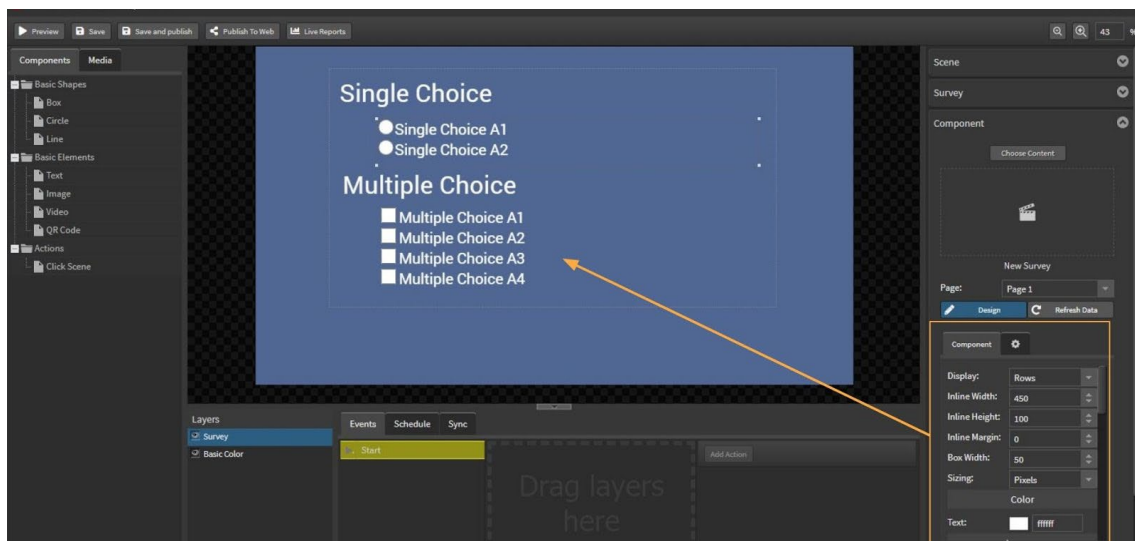 Preview Save Save and publish Publish To Web Live Reports 43 %
Components Media
Basic Shapes
Box
Circle
Line
Basic Elements
Text
Image
Video
QR Code
Actions
Click Scene
Single Choice
Single Choice A1
Single Choice A2
Multiple Choice
Multiple Choice A1
Multiple Choice A2
Multiple Choice A3
Multiple Choice A4
Layers
Survey
Basic Color
Events Schedule Sync
Start
Drag layers
here
Add Action
Scene
Survey
Component
Choose Content
New Survey
Page: Page 1
Design Refresh Data
Component
Display: Rows
Inline Width: 450
Inline Height: 100
Inline Margin: 0
Box Width: 50
Sizing: Pixels
Color
Text: ffffff